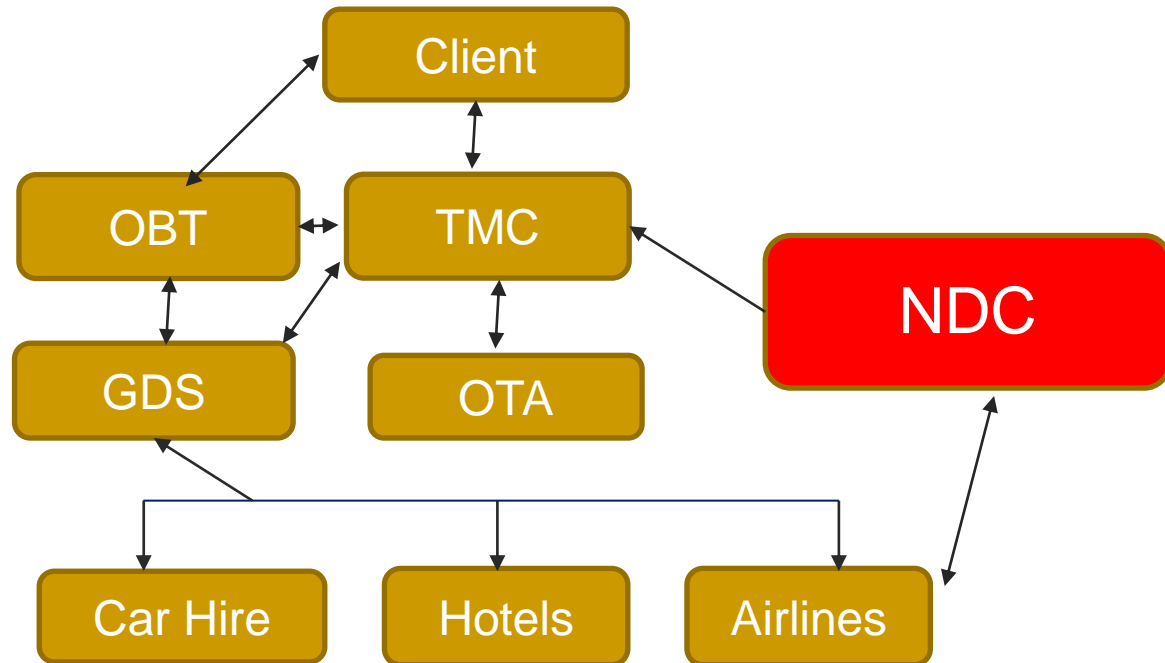 Client
OBT
TMC
NDC
GDS
OTA
Car Hire
Hotels
Airlines